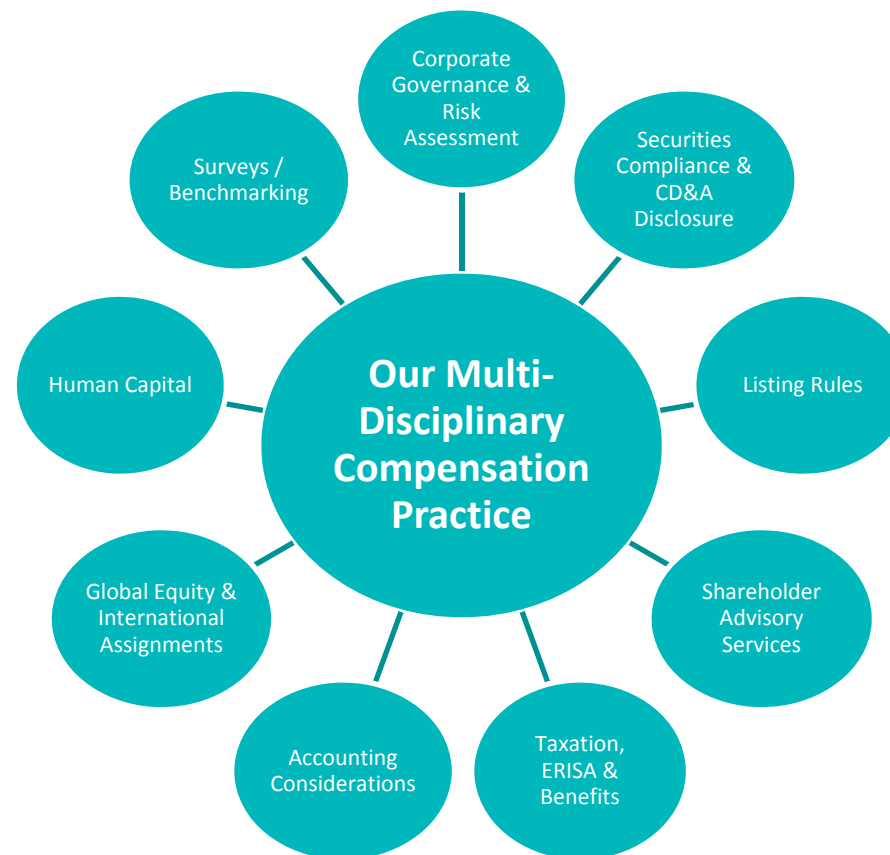 Corporate
Governance &
Risk
Assessment
Securities
Compliance &
CD&A
Disclosure
Listing Rules
Shareholder
Advisory
Services
Taxation,
ERISA &
Benefits
Accounting
Considerations
Global Equity &
International
Assignments
Human Capital
Surveys /
Benchmarking
Our Multi-
Disciplinary
Compensation
Practice